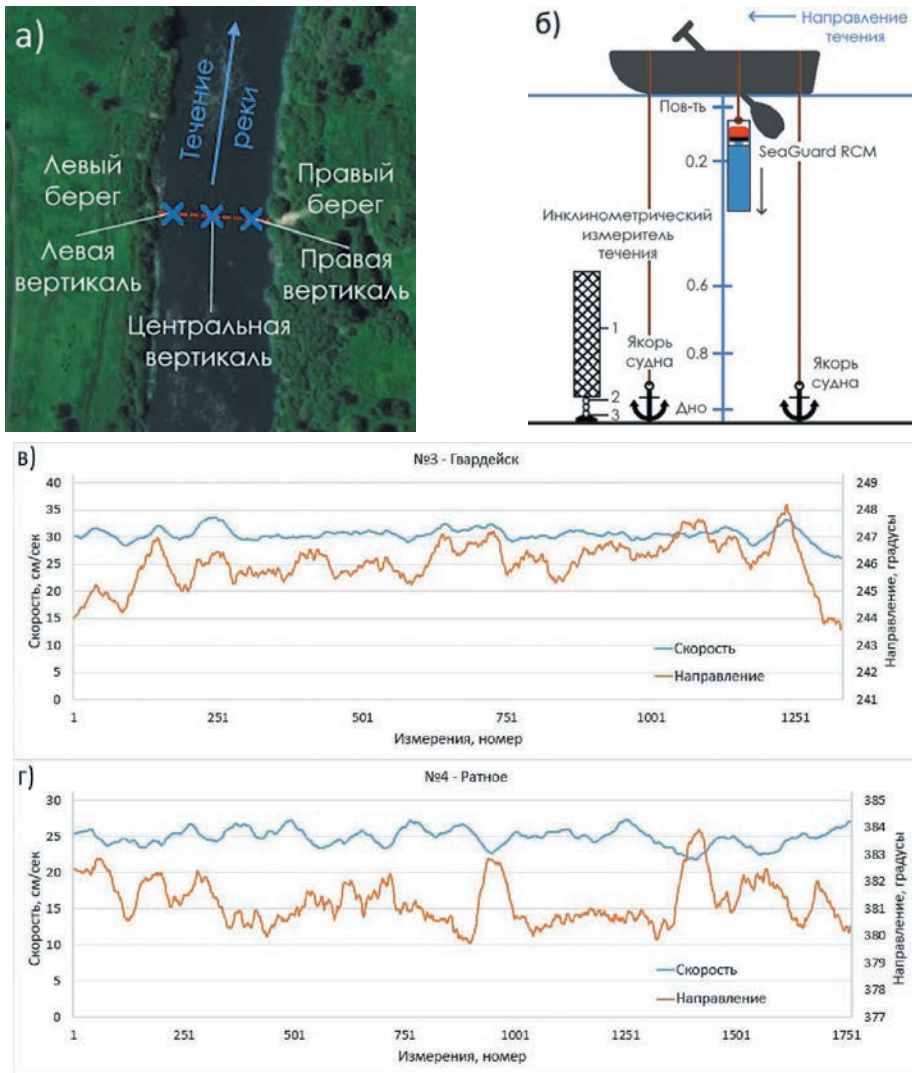 а)
Течение
реки
Левый
берег
Правый
берег
Левая
вертикаль
Правая
вертикаль
Центральная
вертикаль
б)
Направление
течения
Пов-ть
SeaGuard RCM
0.2
Инклинометрический
измеритель
течения
0.6
1
Якорь
судна
0.8
Якорь
судна
2
3
Дно
в)
№3 - Гвардейск
Скорость, см/сек
40
35
30
25
20
15
10
5
0
Направление, градусы
249
248
247
246
245
244
243
242
241
Скорость
Направление
1 251 501 751 1001 1251
Измерения, номер
г)
№4 - Ратное
Скорость, см/сек
30
25
20
15
10
5
0
Направление, градусы
385
384
383
382
381
380
379
378
377
Скорость
Направление
1 251 501 751 1001 1251 1501 1751
Измерения, номер